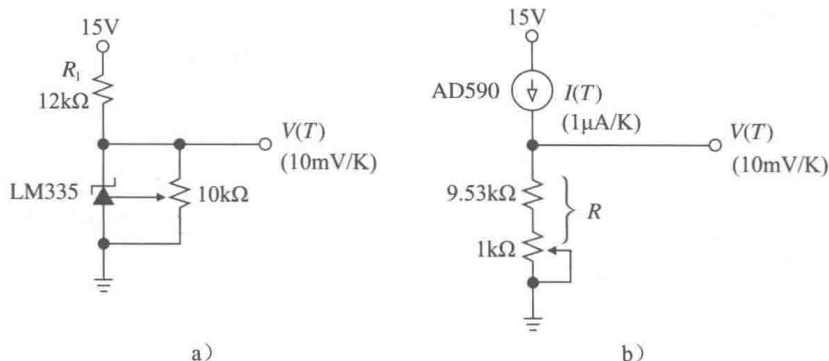 15V
R₁
12kΩ
V(T)
(10mV/K)
LM335
10kΩ
a）
15V
AD590
I(T)
(1μA/K)
V(T)
(10mV/K)
9.53kΩ
R
1kΩ
b）